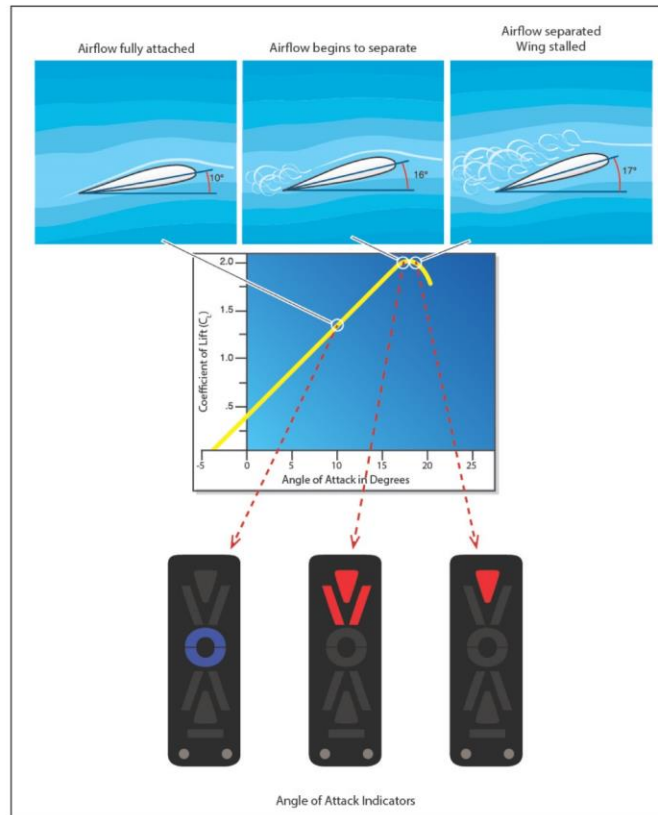 Airflow fully attached
Airflow begins to separate
Airflow separated
Wing stalled
10°
16°
17°
2.0
1.5
1.0
.5
Coefficient of Lift (CL)
-5
0
5
10
15
20
25
Angle of Attack in Degrees
Angle of Attack Indicators